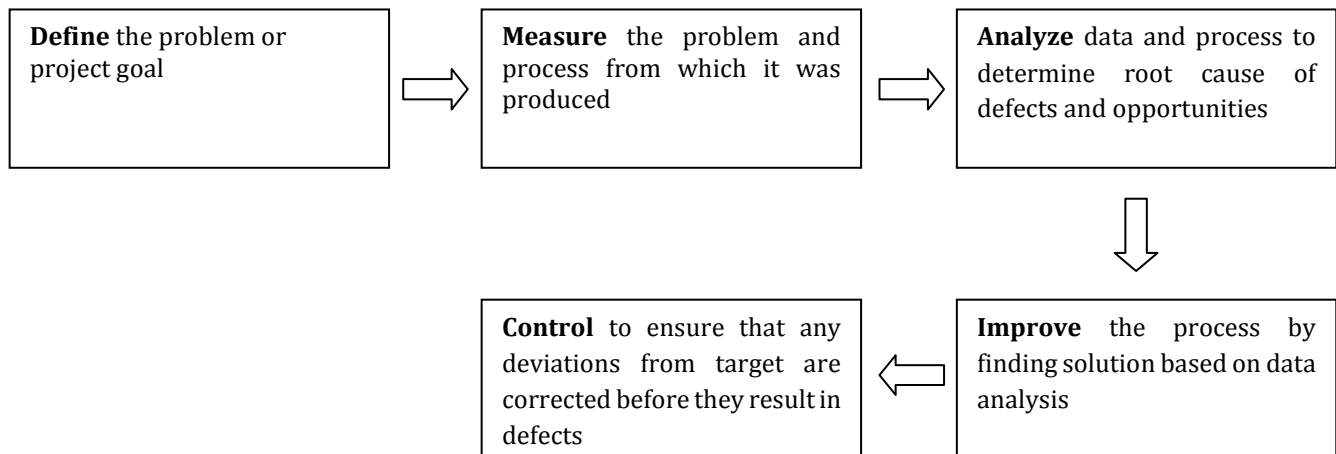 Define the problem or
project goal
Measure the problem and
process from which it was
produced
Analyze data and process to
determine root cause of
defects and opportunities
Improve the process by
finding solution based on data
analysis
Control to ensure that any
deviations from target are
corrected before they result in
defects